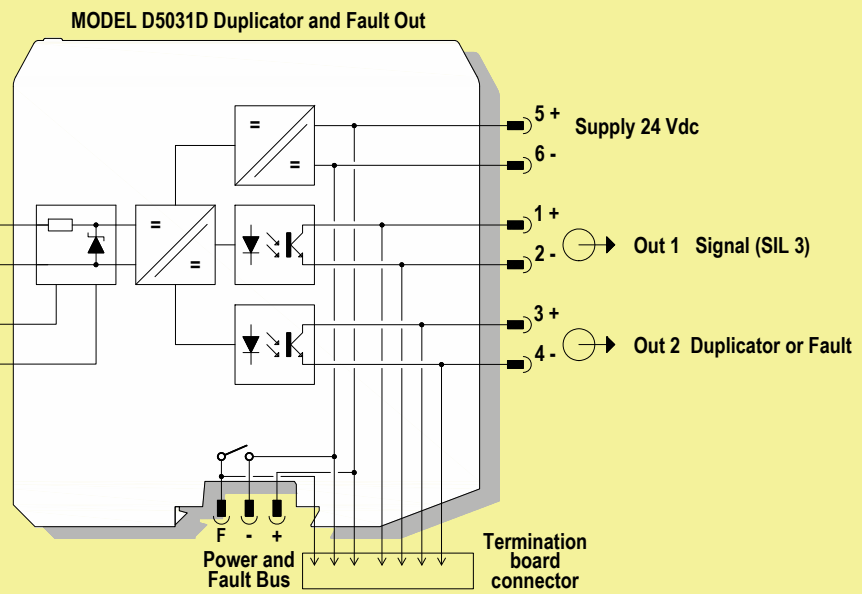 MODEL D5031D Duplicator and Fault Out
5 +
Supply 24 Vdc
6 -
=
=
1 +
2 -
Out 1 Signal (SIL 3)
=
=
3 +
4 -
Out 2 Duplicator or Fault
F - +
Power and
Fault Bus
Termination
board
connector